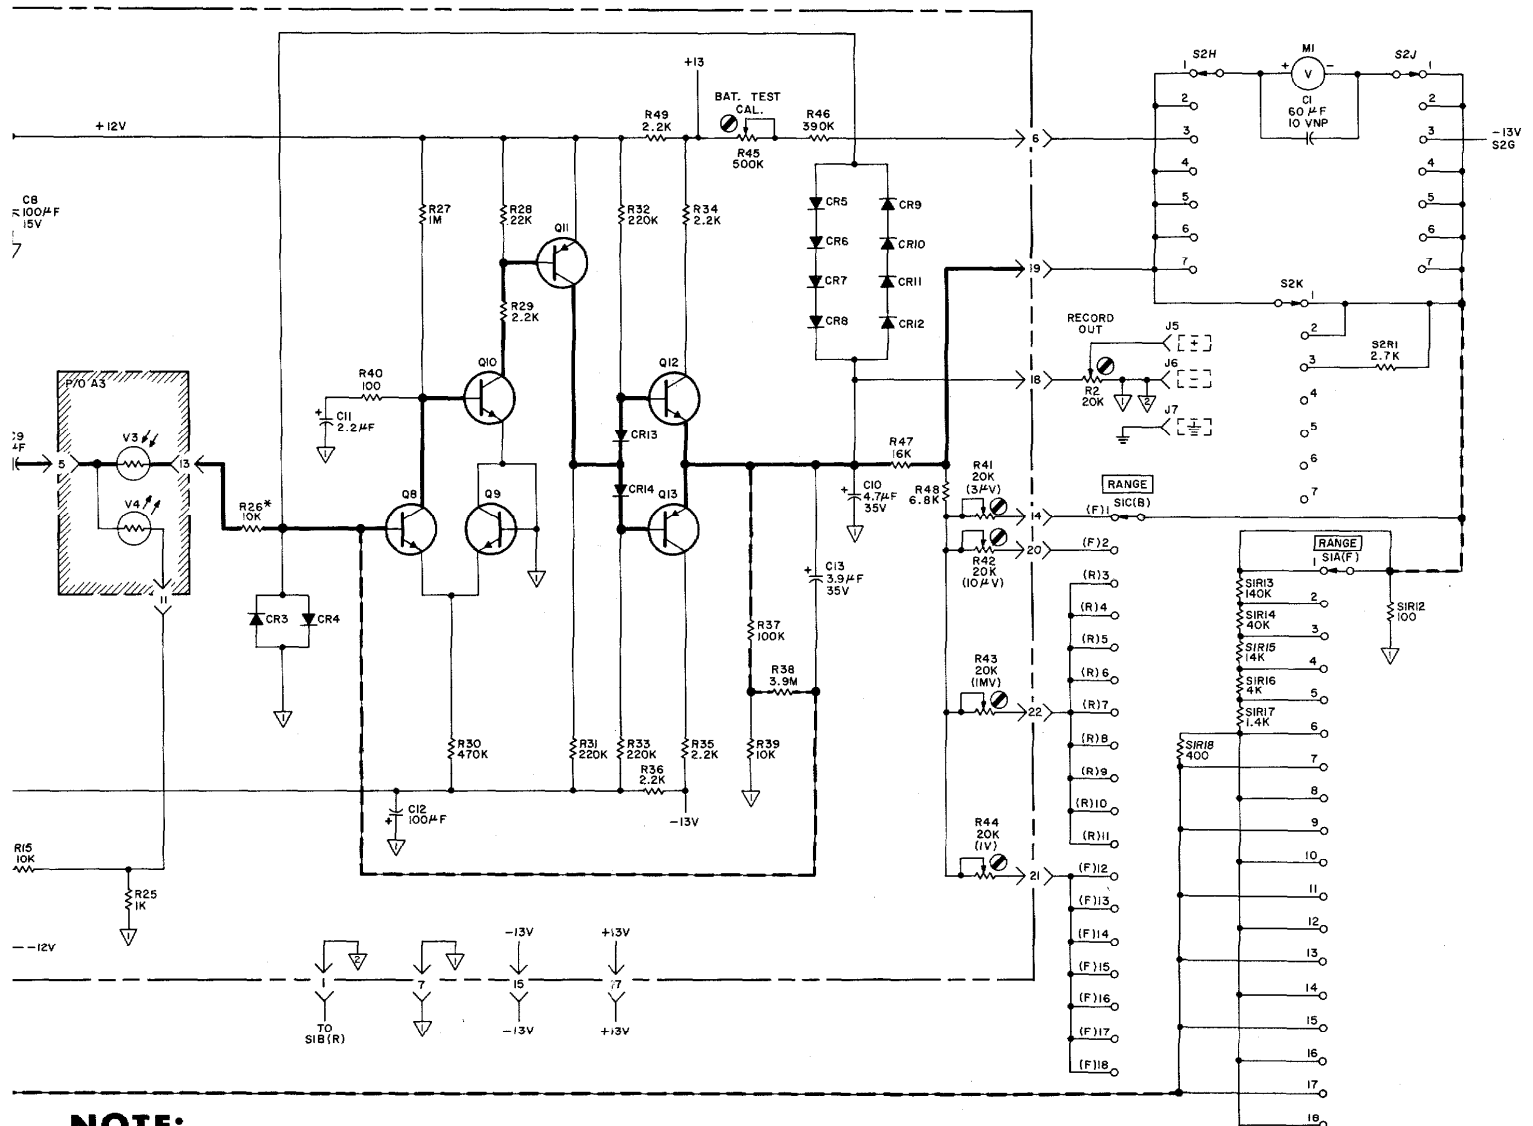 S2H
M1
S2J
+ V -
C1
60µF
10 VNP
1
2
3
4
5
6
7
1
2
3
4
5
6
7
-13V
S2G
+13
BAT. TEST
CAL.
R49
2.2K
R45
500K
R46
390K
6
+12V
C8
100µF
15V
R27
1M
R28
22K
Q11
R32
220K
R34
2.2K
CR5
CR6
CR7
CR8
CR9
CR10
CR11
CR12
19
R29
2.2K
S2K
1
2
3
4
5
6
7
S2R1
2.7K
RECORD
OUT
J5
+
J6
-
J7
18
R2
20K
1
2
Q10
R40
100
C11
2.2µF
+
1
Q12
CR13
CR14
Q13
P/O A3
V3
V4
5
13
11
R26*
10K
Q8
Q9
1
R47
16K
R48
6.8K
C10
4.7µF
35V
+
1
R41
20K
(3µV)
14
R42
20K
(10µV)
20
RANGE
S1C(B)
(F)1
(F)2
(R)3
(R)4
(R)5
(R)6
(R)7
(R)8
(R)9
(R)10
(R)11
(F)12
(F)13
(F)14
(F)15
(F)16
(F)17
(F)18
RANGE
S1A(F)
1
2
3
4
5
6
7
8
9
10
11
12
13
14
15
16
17
18
S1R13
140K
S1R14
40K
S1R15
14K
S1R16
4K
S1R17
1.4K
S1R18
400
S1R12
100
1
C13
3.9µF
35V
+
CR3
CR4
1
R37
100K
R38
3.9M
R39
10K
1
R43
20K
(1MV)
22
R44
20K
(1V)
21
R30
470K
R31
220K
R33
220K
R35
2.2K
R36
2.2K
-13V
C12
100µF
+
1
R15
10K
R25
1K
1
-12V
2
1
-13V
+13V
1
7
15
17
TO
S1B(R)
1
-13V
+13V
NOTE: